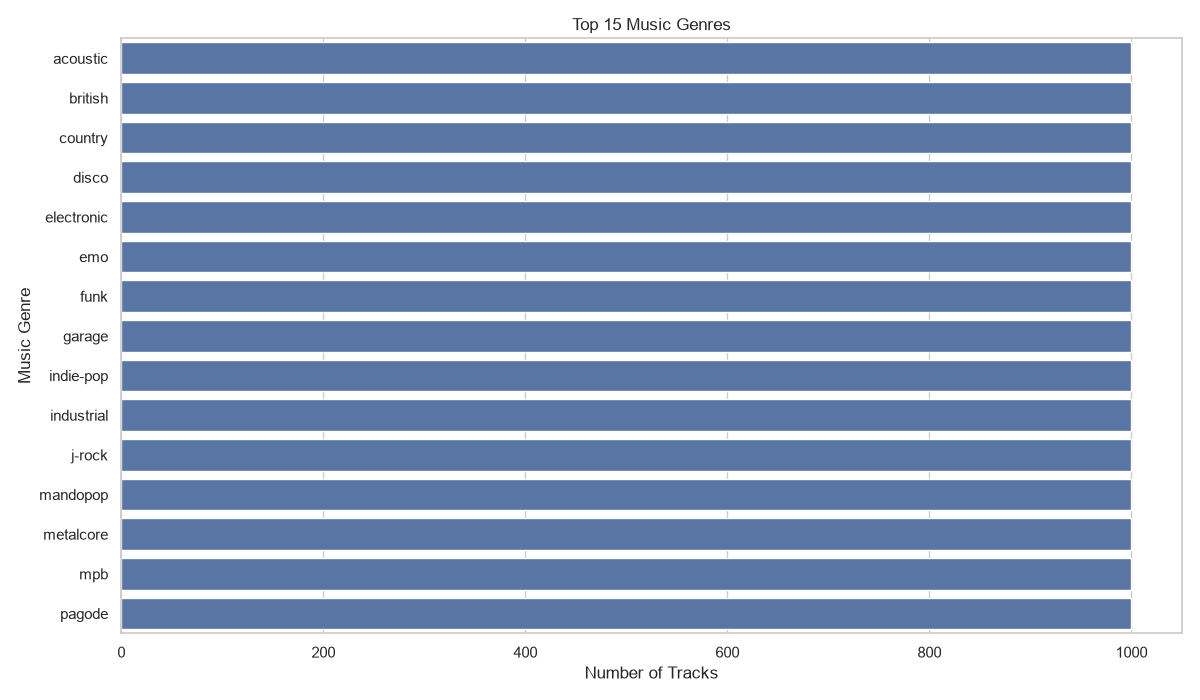 Top 15 Music Genres
Music Genre
acoustic
british
country
disco
electronic
emo
funk
garage
indie-pop
industrial
j-rock
mandopop
metalcore
mpb
pagode
0 200 400 600 800 1000
Number of Tracks